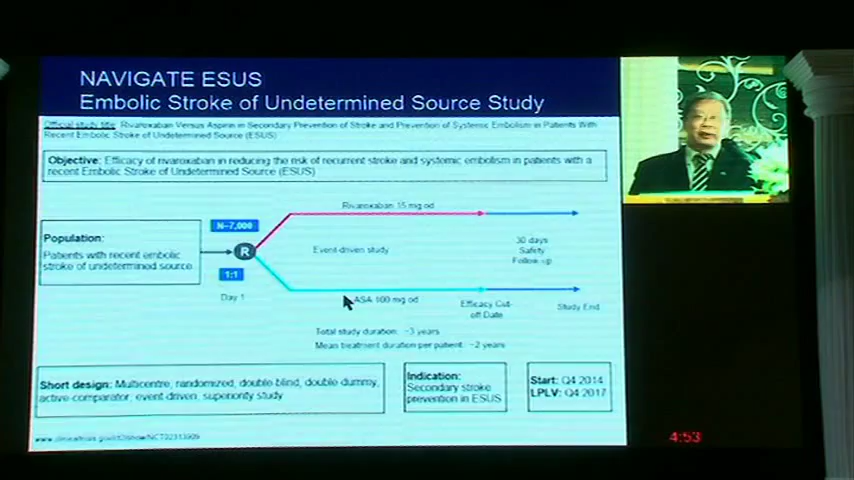 NAVIGATE ESUS
Embolic Stroke of Undetermined Source Study
Official study title: Rivaroxaban Versus Aspirin in Secondary Prevention of Stroke and Prevention of Systemic Embolism in Patients With
Recent Embolic Stroke of Undetermined Source (ESUS)
Objective: Efficacy of rivaroxaban in reducing the risk of recurrent stroke and systemic embolism in patients with a
recent Embolic Stroke of Undetermined Source (ESUS)
Rivaroxaban 15 mg od
N~7,000
Population:
Patients with recent embolic
stroke of undetermined source
R
Event-driven study
30 days
Safety
Follow-up
1:1
Day 1
ASA 100 mg od
Efficacy Cut-
off Date
Study End
Total study duration: ~3 years
Mean treatment duration per patient: ~2 years
Short design: Multicentre, randomized, double-blind, double dummy,
active-comparator, event-driven, superiority study
Indication:
Secondary stroke
prevention in ESUS
Start: Q4 2014
LPLV: Q4 2017
4:53